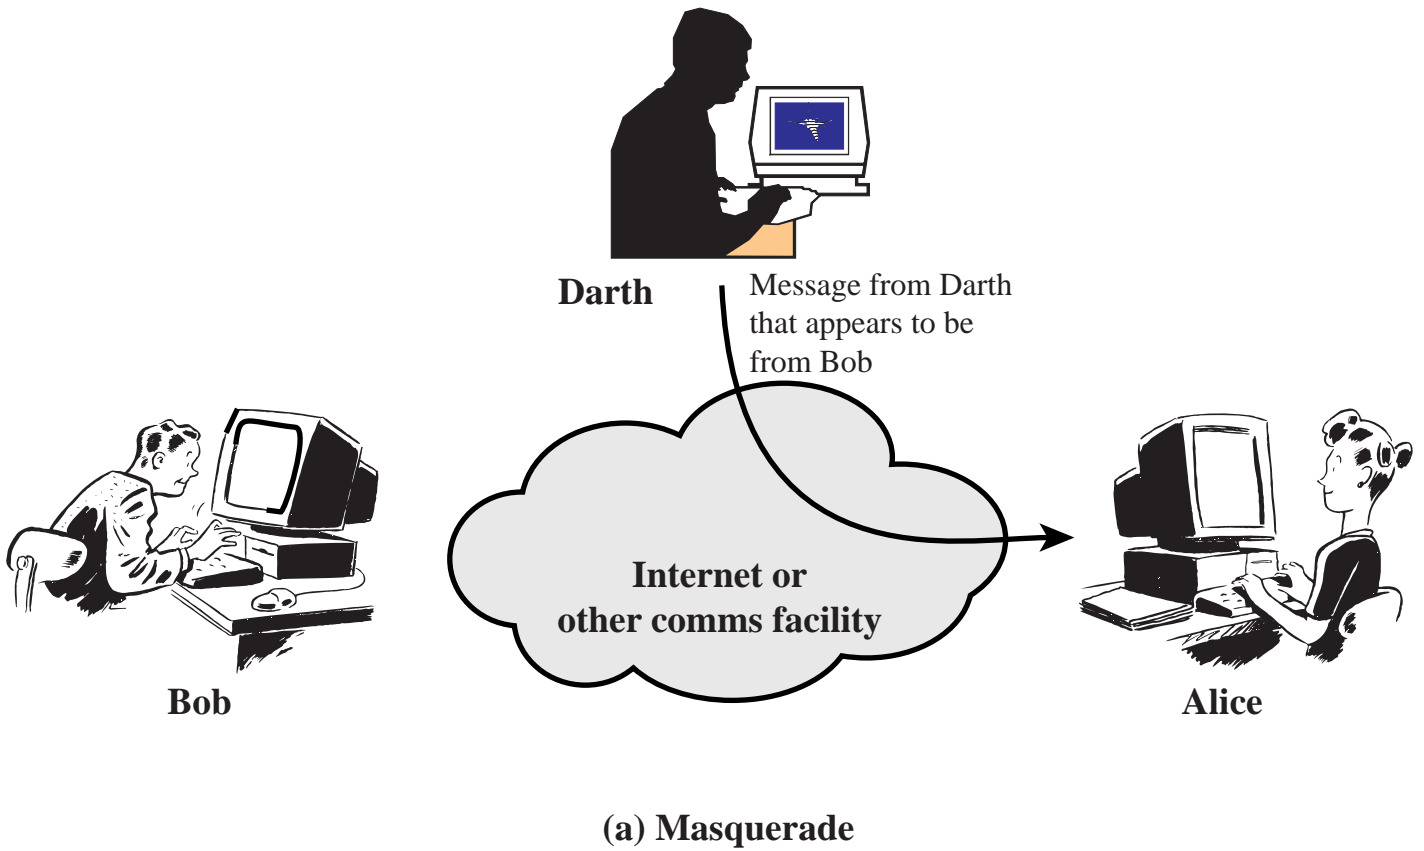 Darth
Message from Darth
that appears to be
from Bob
Internet or
other comms facility
Bob
Alice
(a) Masquerade